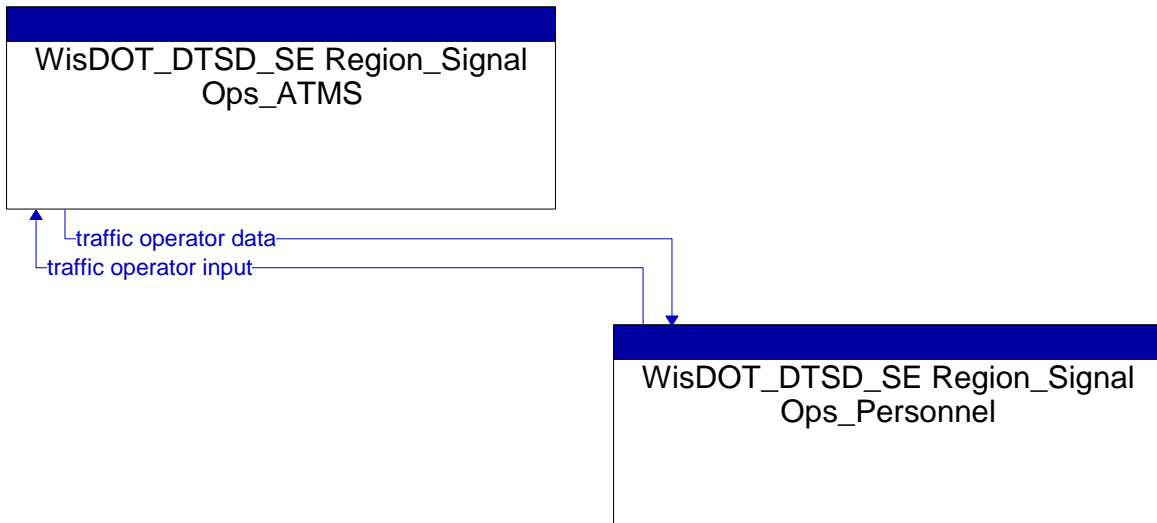 WisDOT_DTSD_SE Region_Signal
Ops_ATMS
traffic operator data
traffic operator input
WisDOT_DTSD_SE Region_Signal
Ops_Personnel